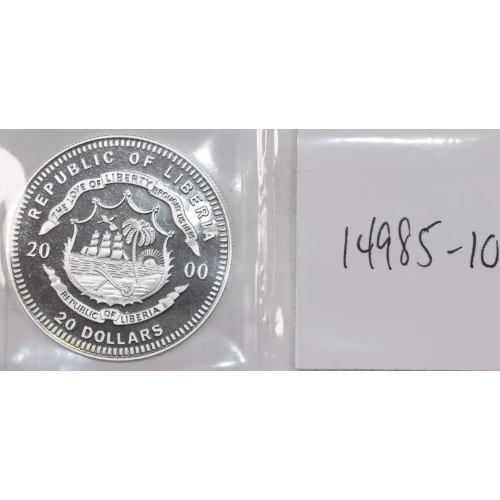 REPUBLIC OF LIBERIA
THE LOVE OF LIBERTY BROUGHT US HERE
20 00
REPUBLIC OF LIBERIA
20 DOLLARS
14985-10